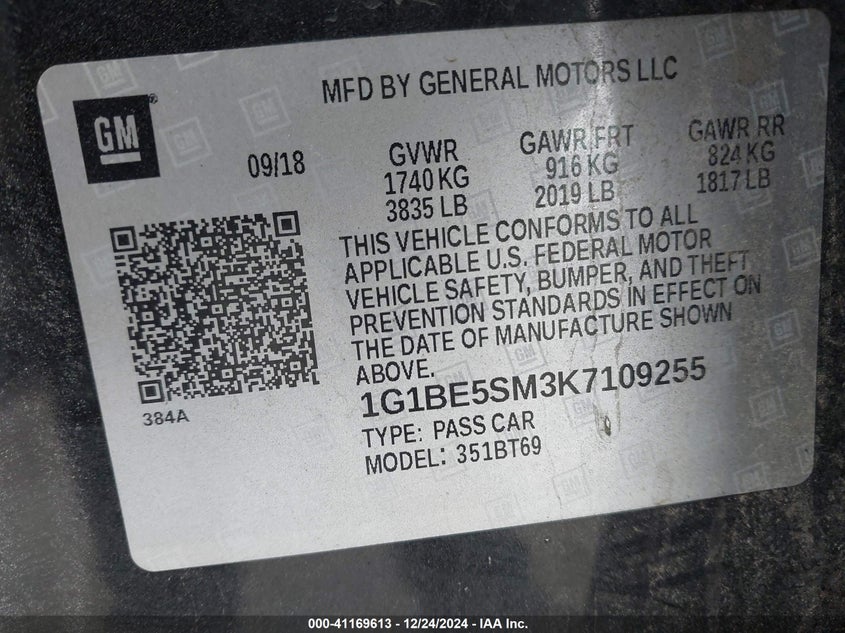 GM
MFD BY GENERAL MOTORS LLC
09/18
GVWR
1740 KG
3835 LB
GAWR FRT
916 KG
2019 LB
GAWR RR
824 KG
1817 LB
THIS VEHICLE CONFORMS TO ALL
APPLICABLE U.S. FEDERAL MOTOR
VEHICLE SAFETY, BUMPER, AND THEFT
PREVENTION STANDARDS IN EFFECT ON
THE DATE OF MANUFACTURE SHOWN
ABOVE.
384A
1G1BE5SM3K7109255
TYPE: PASS CAR
MODEL: 351BT69
000-41169613 - 12/24/2024 - IAA Inc.